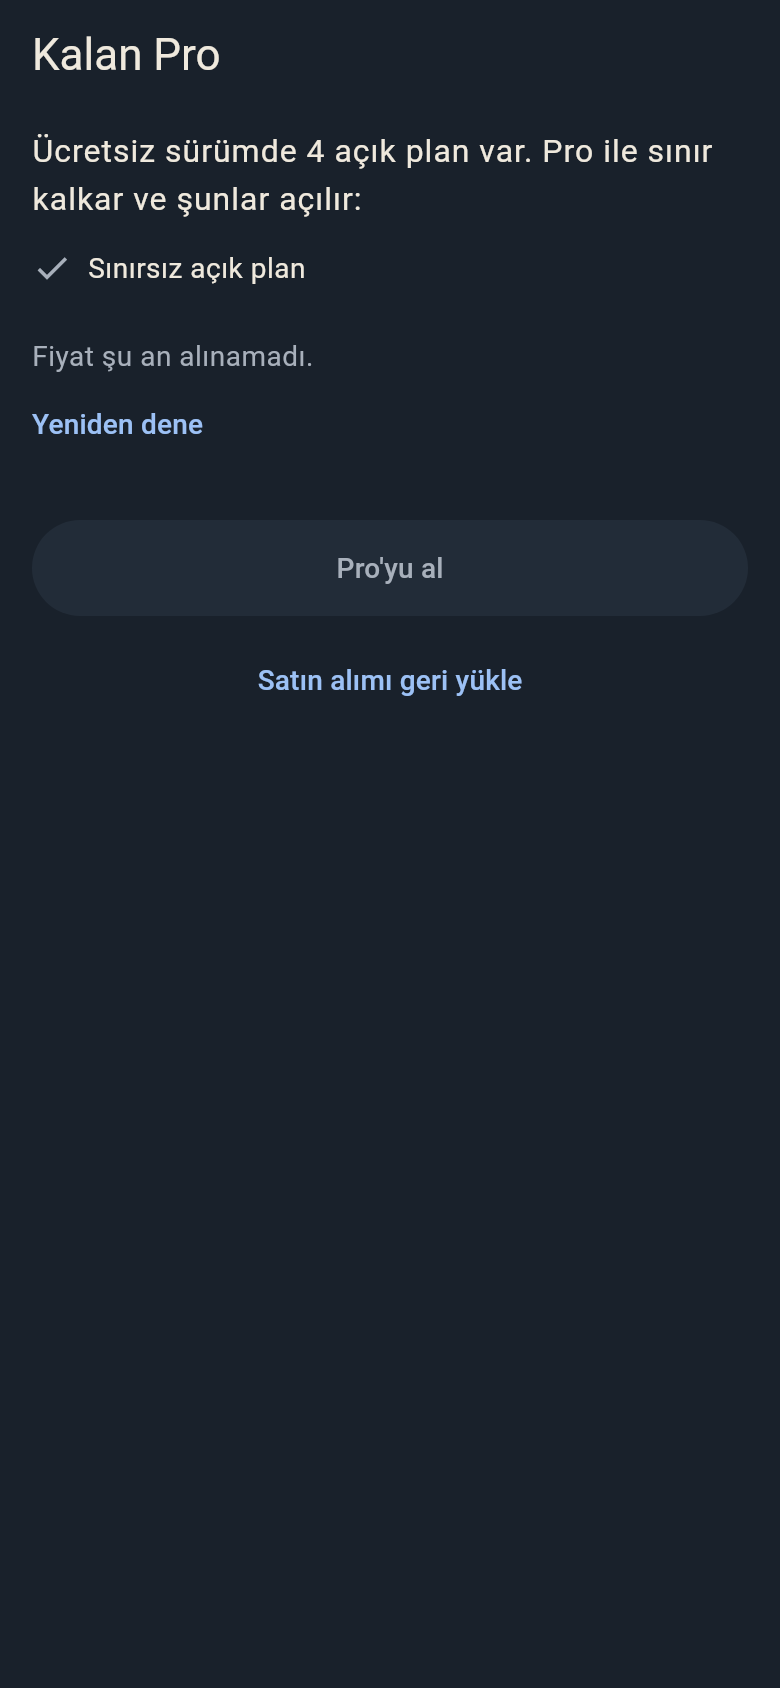 Kalan Pro
Ücretsiz sürümde 4 açık plan var. Pro ile sınır
kalkar ve şunlar açılır:
Sınırsız açık plan
Fiyat şu an alınamadı.
Yeniden dene
Pro'yu al
Satın alımı geri yükle